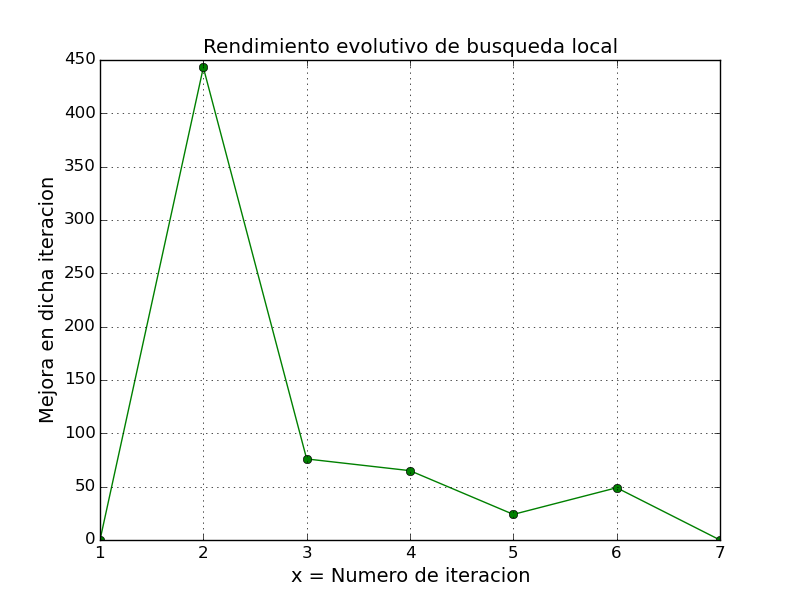 Rendimiento evolutivo de busqueda local
450
400
350
300
250
200
150
100
50
0
Mejora en dicha iteracion
1 2 3 4 5 6 7
x = Numero de iteracion